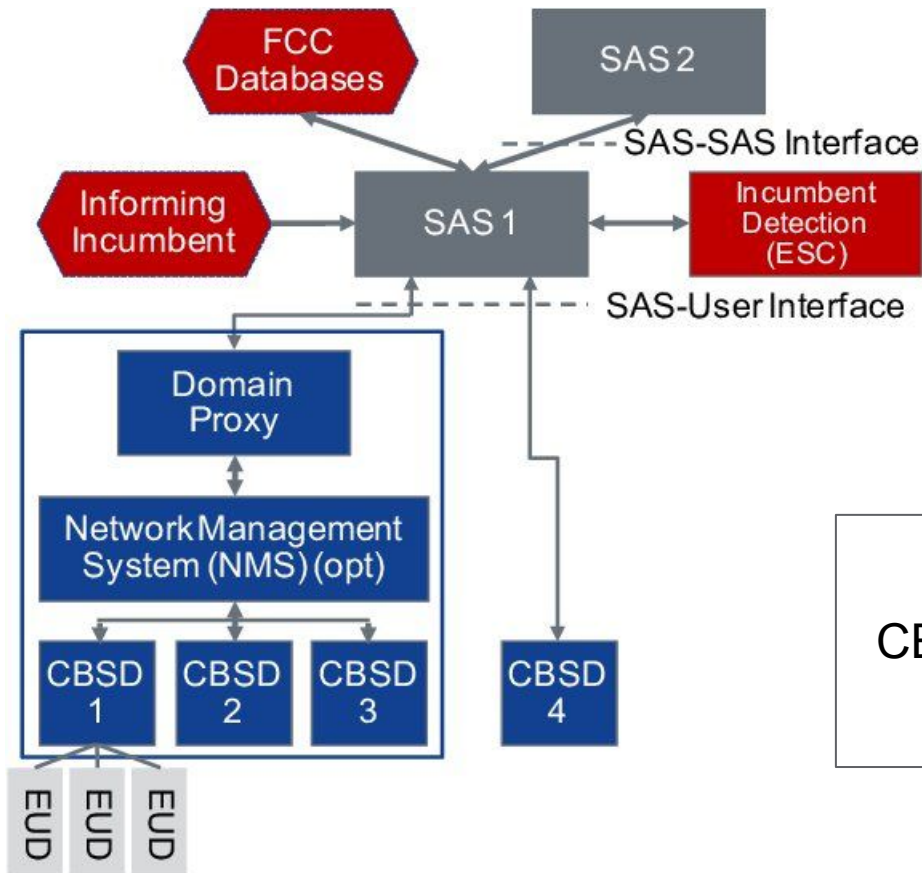 FCC
Databases
SAS 2
SAS-SAS Interface
Informing
Incumbent
SAS 1
Incumbent
Detection
(ESC)
SAS-User Interface
Domain
Proxy
Network Management
System (NMS) (opt)
CBSD
1
CBSD
2
CBSD
3
CBSD
4
EUD
EUD
EUD